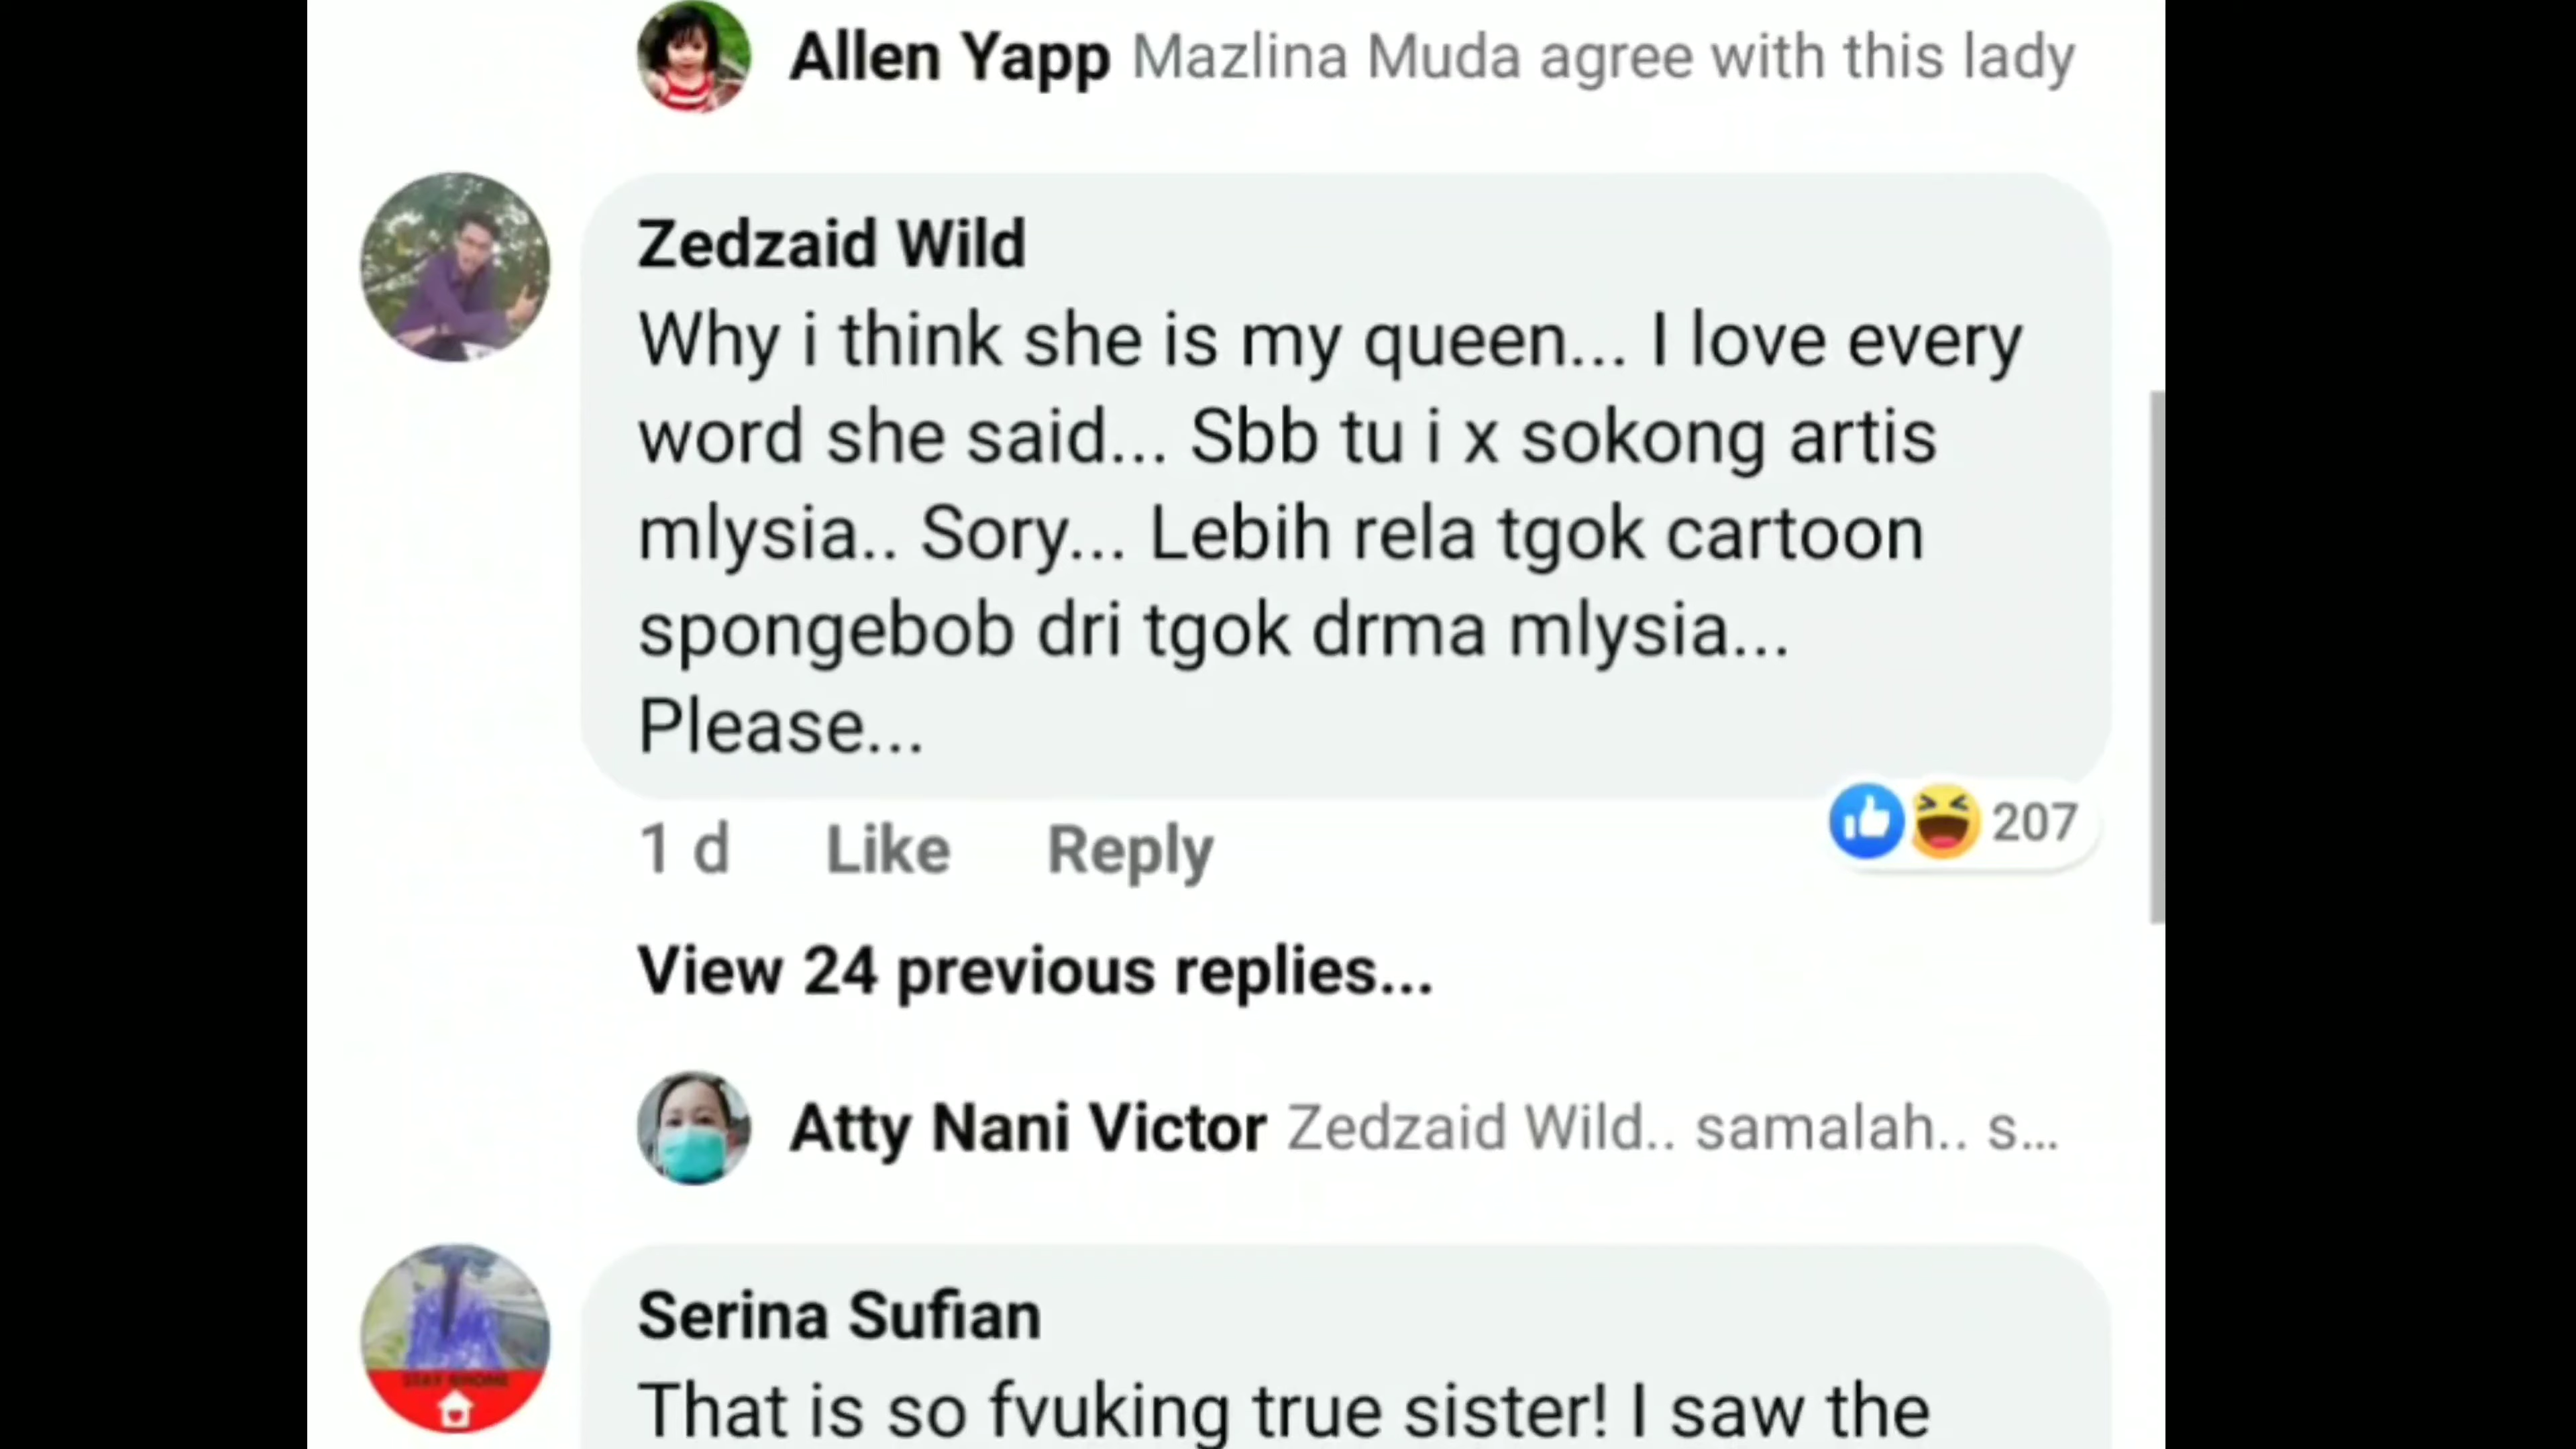 Allen Yapp Mazlina Muda agree with this lady
Zedzaid Wild
Why i think she is my queen... I love every
word she said... Sbb tu i x sokong artis
mlysia.. Sory... Lebih rela tgok cartoon
spongebob dri tgok drma mlysia...
Please...
1 d Like Reply 207
View 24 previous replies...
Atty Nani Victor Zedzaid Wild.. samalah.. s...
Serina Sufian
STAY @HOME
That is so fvuking true sister! I saw the